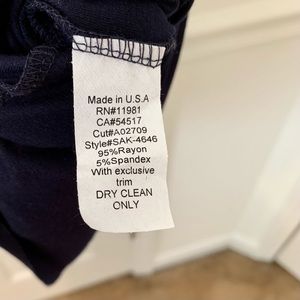 Made in U.S.A
RN#11981
CA#54517
Cut#A02709
Style#SAK-4646
95%Rayon
5%Spandex
With exclusive
trim
DRY CLEAN
ONLY